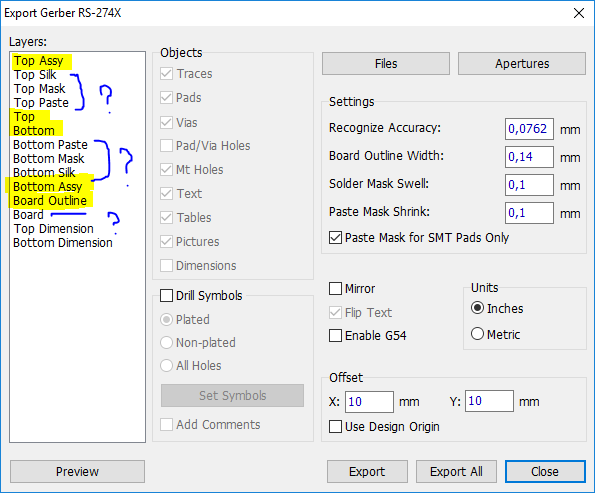 Export Gerber RS-274X
Layers:
Top Assy
Top Silk
Top Mask
Top Paste
?
Top
Bottom
Bottom Paste
Bottom Mask
Bottom Silk
?
Bottom Assy
Board Outline
Board
Top Dimension
?
Bottom Dimension
Preview
Objects
Traces
Pads
Vias
Pad/Via Holes
Mt Holes
Text
Tables
Pictures
Dimensions
Drill Symbols
Plated
Non-plated
All Holes
Set Symbols
Add Comments
Files
Apertures
Settings
Recognize Accuracy: 0,0762 mm
Board Outline Width: 0,14 mm
Solder Mask Swell: 0,1 mm
Paste Mask Shrink: 0,1 mm
Paste Mask for SMT Pads Only
Mirror
Flip Text
Enable G54
Units
Inches
Metric
Offset
X: 10 mm Y: 10 mm
Use Design Origin
Export
Export All
Close